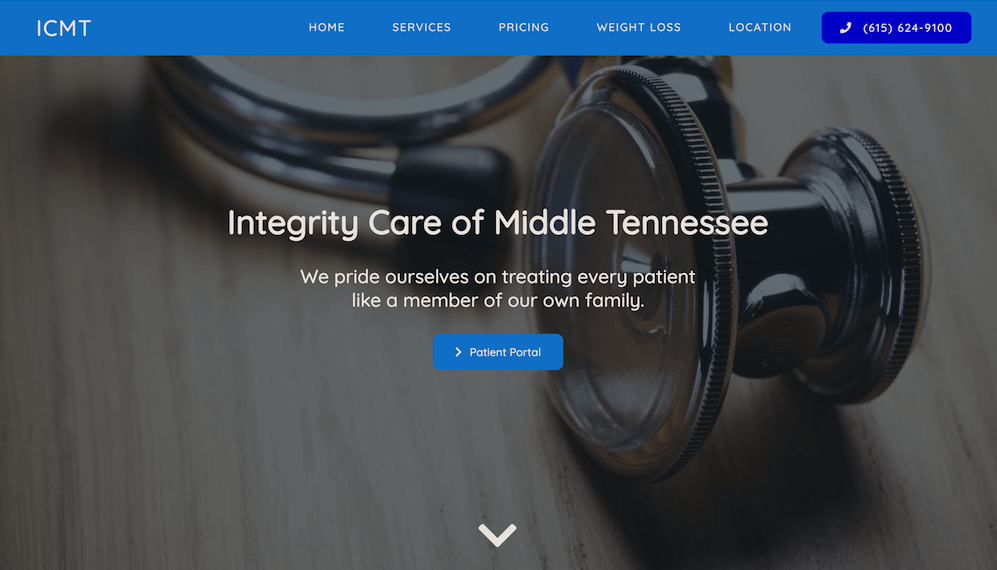 ICMT
HOME SERVICES PRICING WEIGHT LOSS LOCATION (615) 624-9100
Integrity Care of Middle Tennessee
We pride ourselves on treating every patient
like a member of our own family.
Patient Portal